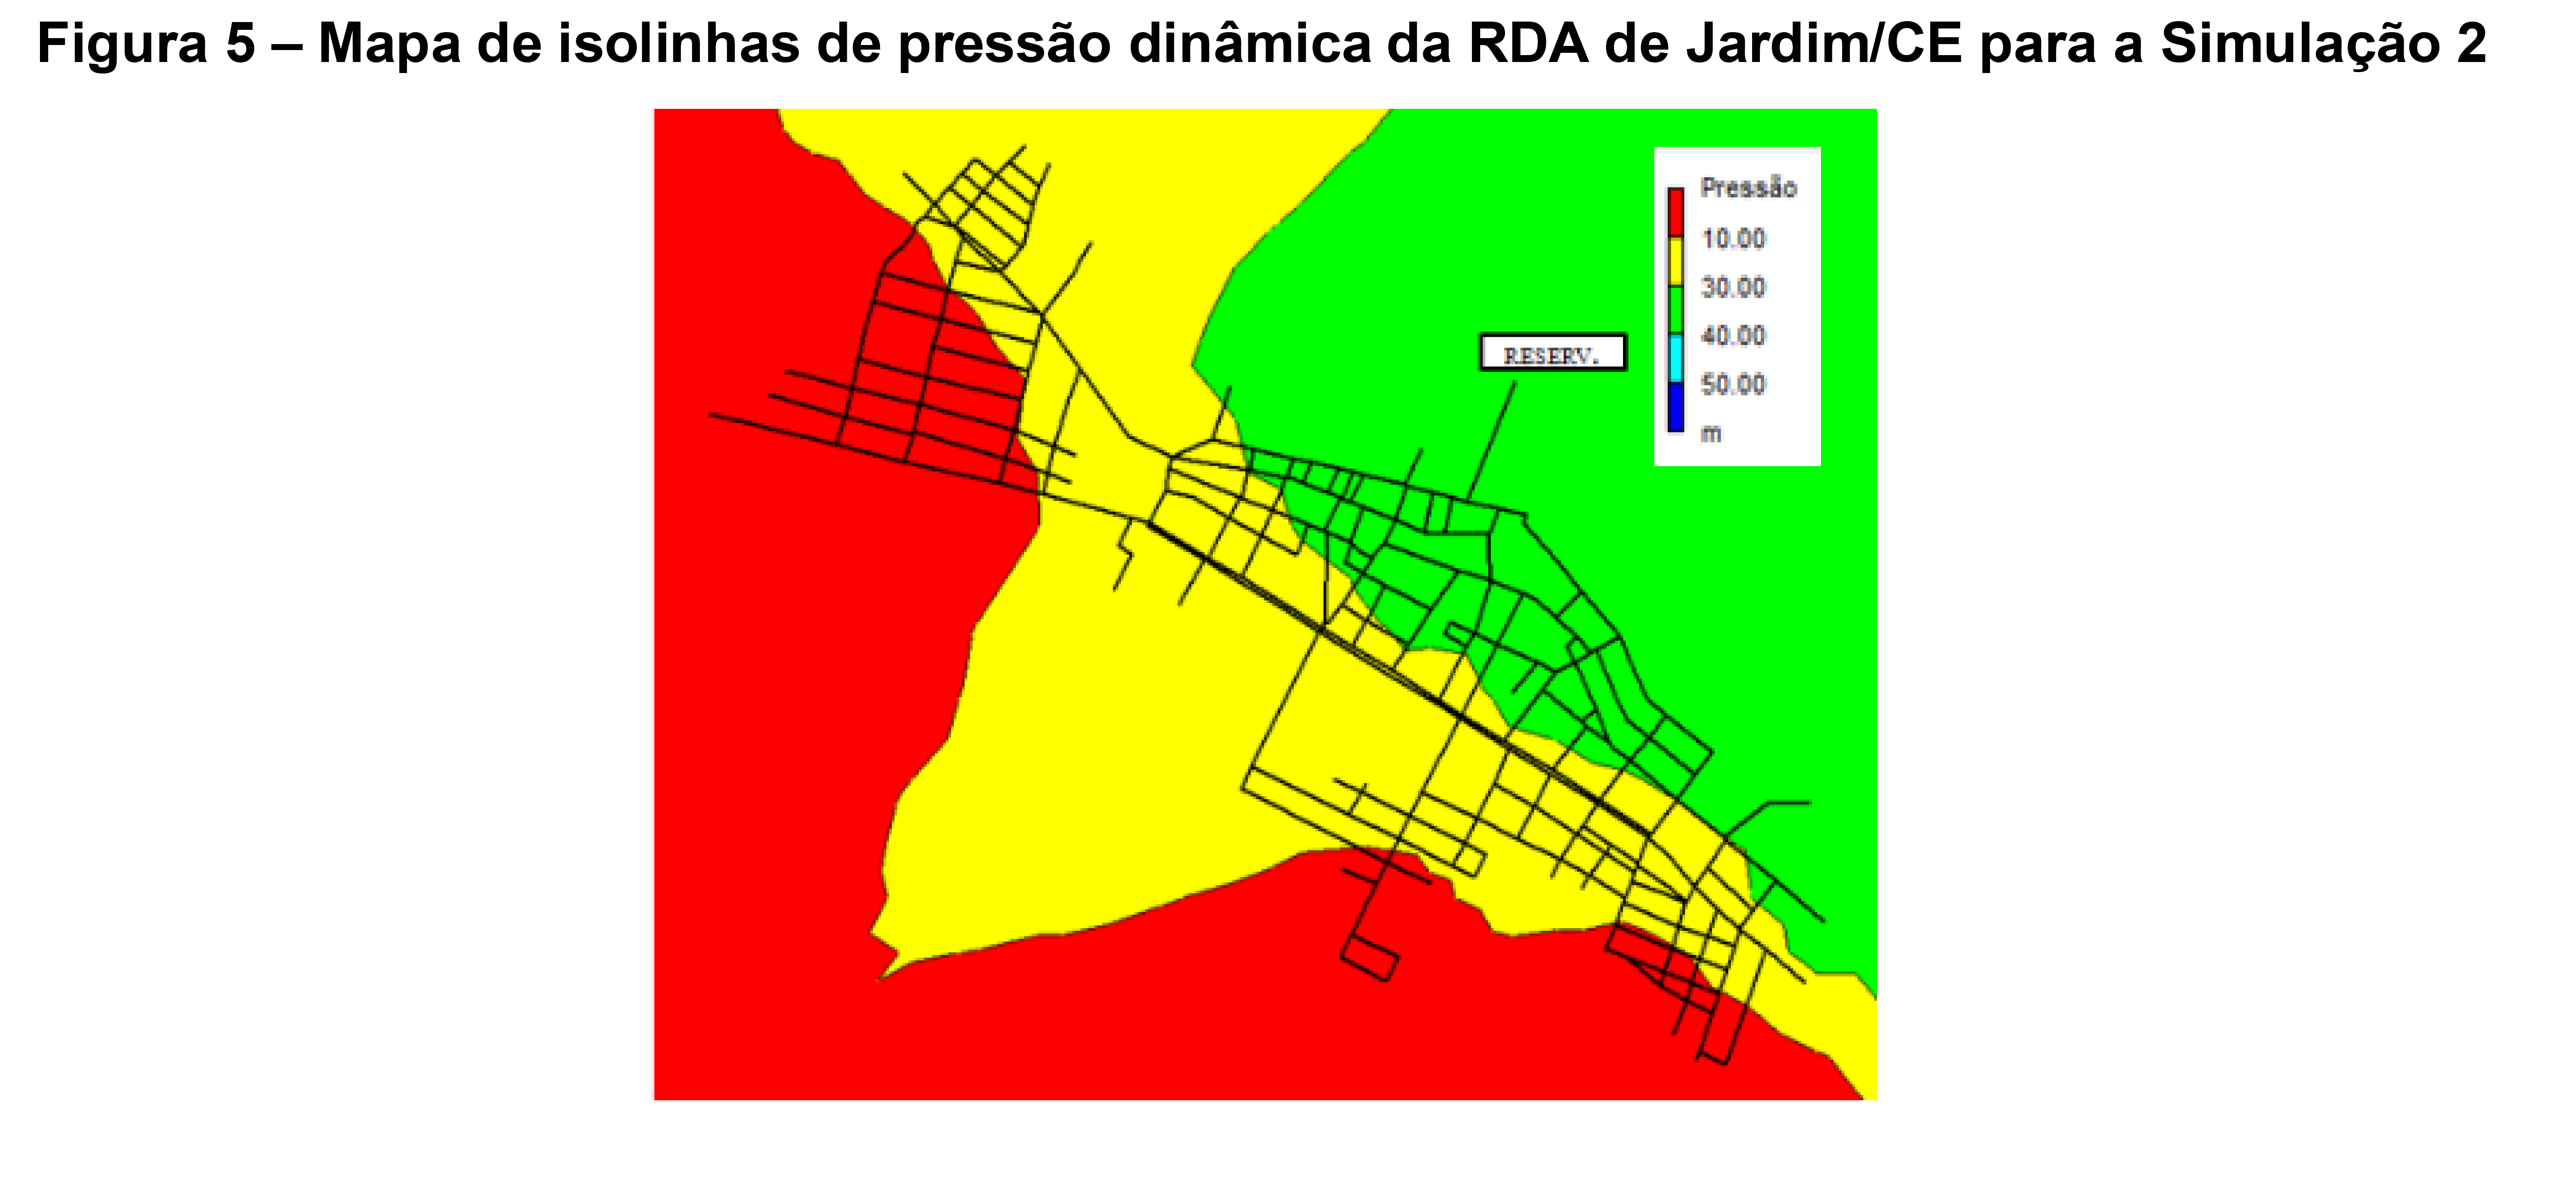 Figura 5 – Mapa de isolinhas de pressão dinâmica da RDA de Jardim/CE para a Simulação 2
Pressão
10.00
30.00
40.00
50.00
m
RESERV.